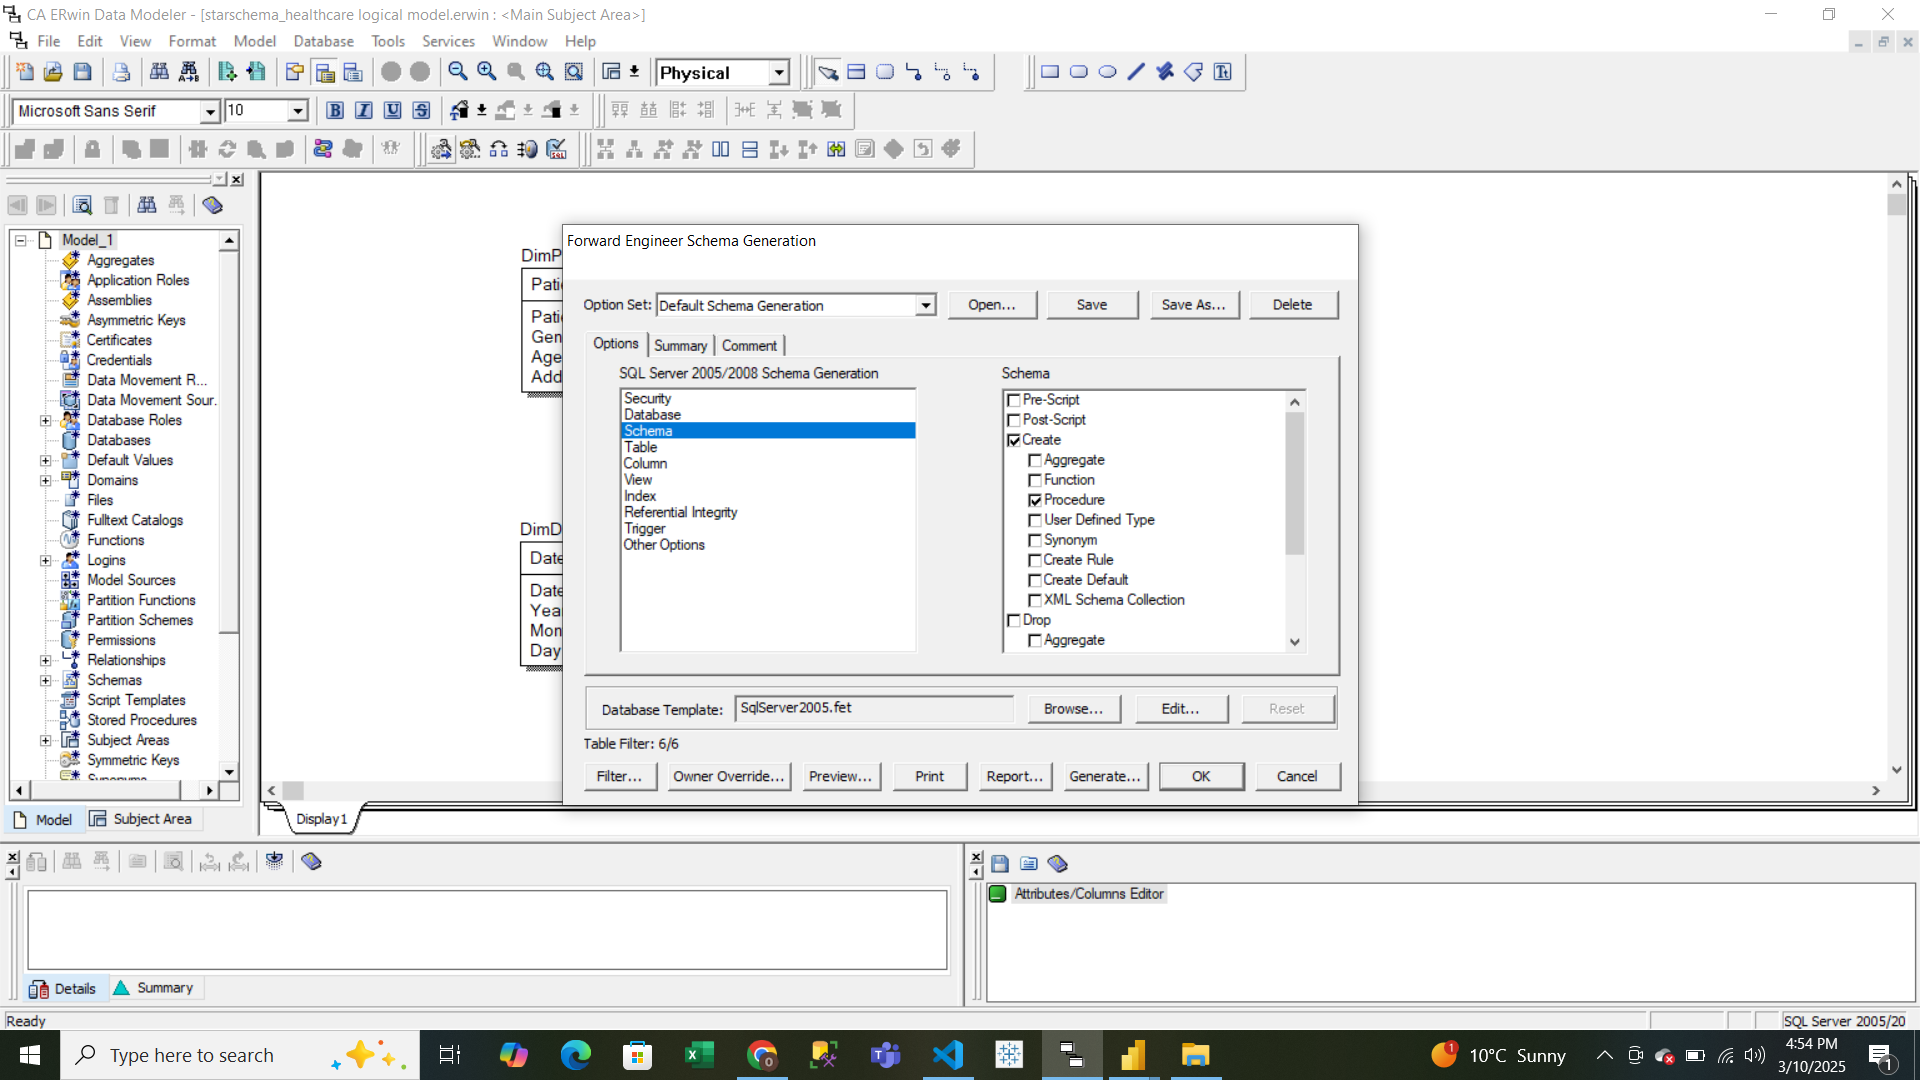 CA ERwin Data Modeler - [starschema_healthcare logical model.erwin : <Main Subject Area>]
File Edit View Format Model Database Tools Services Window Help
Physical
Microsoft Sans Serif 10 B I U S
Model_1
Aggregates
Application Roles
Assemblies
Asymmetric Keys
Certificates
Credentials
Data Movement R...
Data Movement Sour.
Database Roles
Databases
Default Values
Domains
Files
Fulltext Catalogs
Functions
Logins
Model Sources
Partition Functions
Partition Schemes
Permissions
Relationships
Schemas
Script Templates
Stored Procedures
Subject Areas
Symmetric Keys
Model Subject Area
DimP
Patie
Patie
Gen
Age
Add
DimD
Date
Date
Year
Mon
Day
Display1
Forward Engineer Schema Generation
Option Set: Default Schema Generation Open... Save Save As... Delete
Options Summary Comment
SQL Server 2005/2008 Schema Generation
Security
Database
Schema
Table
Column
View
Index
Referential Integrity
Trigger
Other Options
Schema
Pre-Script
Post-Script
Create
Aggregate
Function
Procedure
User Defined Type
Synonym
Create Rule
Create Default
XML Schema Collection
Drop
Aggregate
Database Template: SqlServer2005.fet Browse... Edit... Reset
Table Filter: 6/6
Filter... Owner Override... Preview... Print Report... Generate... OK Cancel
Details Summary
Attributes/Columns Editor
Ready
SQL Server 2005/20
Type here to search
10°C Sunny
4:54 PM
3/10/2025